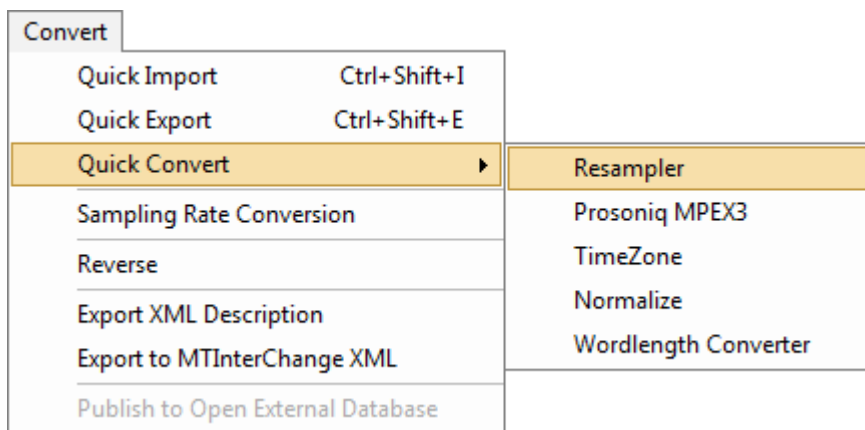 Convert
Quick Import Ctrl+Shift+I
Quick Export Ctrl+Shift+E
Quick Convert
Sampling Rate Conversion
Reverse
Export XML Description
Export to MTInterChange XML
Publish to Open External Database
Resampler
Prosoniq MPEX3
TimeZone
Normalize
Wordlength Converter